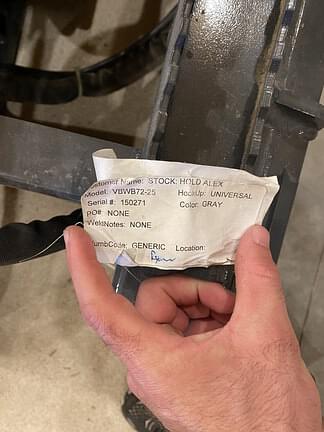 Customer Name: STOCK: HOLD ALEX
Model: VBWB72-25 HookUp: UNIVERSAL
Serial #: 150271 Color: GRAY
PO# NONE
WeldNotes: NONE
ThumbCode: GENERIC Location: